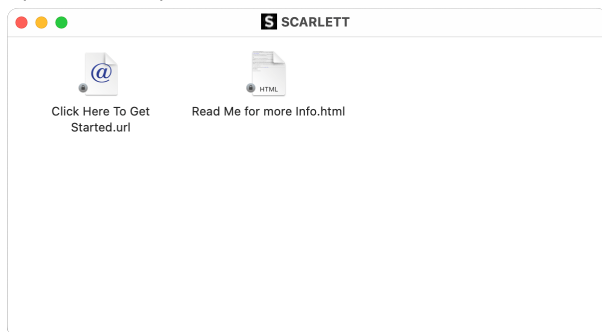 S SCARLETT
@
HTML
Click Here To Get
Started.url
Read Me for more Info.html